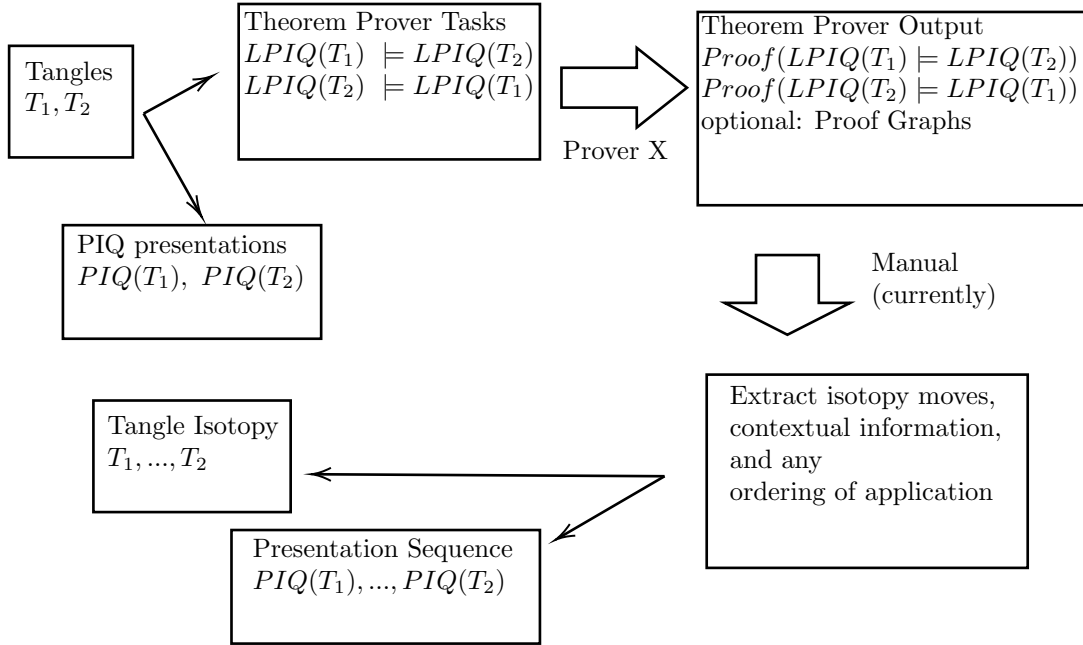 Tangles
T₁, T₂
Theorem Prover Tasks
LPIQ(T₁) ⊨ LPIQ(T₂)
LPIQ(T₂) ⊨ LPIQ(T₁)
Prover X
Theorem Prover Output
Proof(LPIQ(T₁) ⊨ LPIQ(T₂))
Proof(LPIQ(T₂) ⊨ LPIQ(T₁))
optional: Proof Graphs
PIQ presentations
PIQ(T₁), PIQ(T₂)
Manual
(currently)
Extract isotopy moves,
contextual information,
and any
ordering of application
Tangle Isotopy
T₁, ..., T₂
Presentation Sequence
PIQ(T₁), ..., PIQ(T₂)